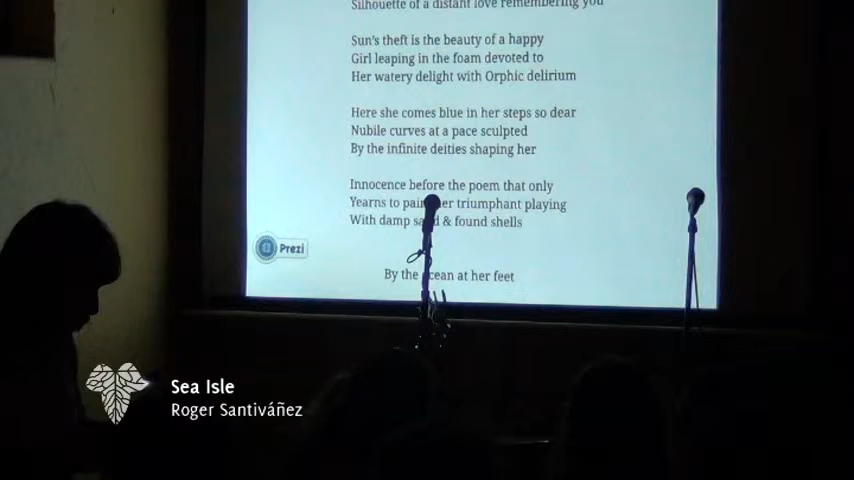 Silhouette of a distant love remembering you
Sun's theft is the beauty of a happy
Girl leaping in the foam devoted to
Her watery delight with Orphic delirium
Here she comes blue in her steps so dear
Nubile curves at a pace sculpted
By the infinite deities shaping her
Innocence before the poem that only
Yearns to her triumphant playing
With damp & found shells
By the at her feet
Prezi
Sea Isle
Roger Santiváñez